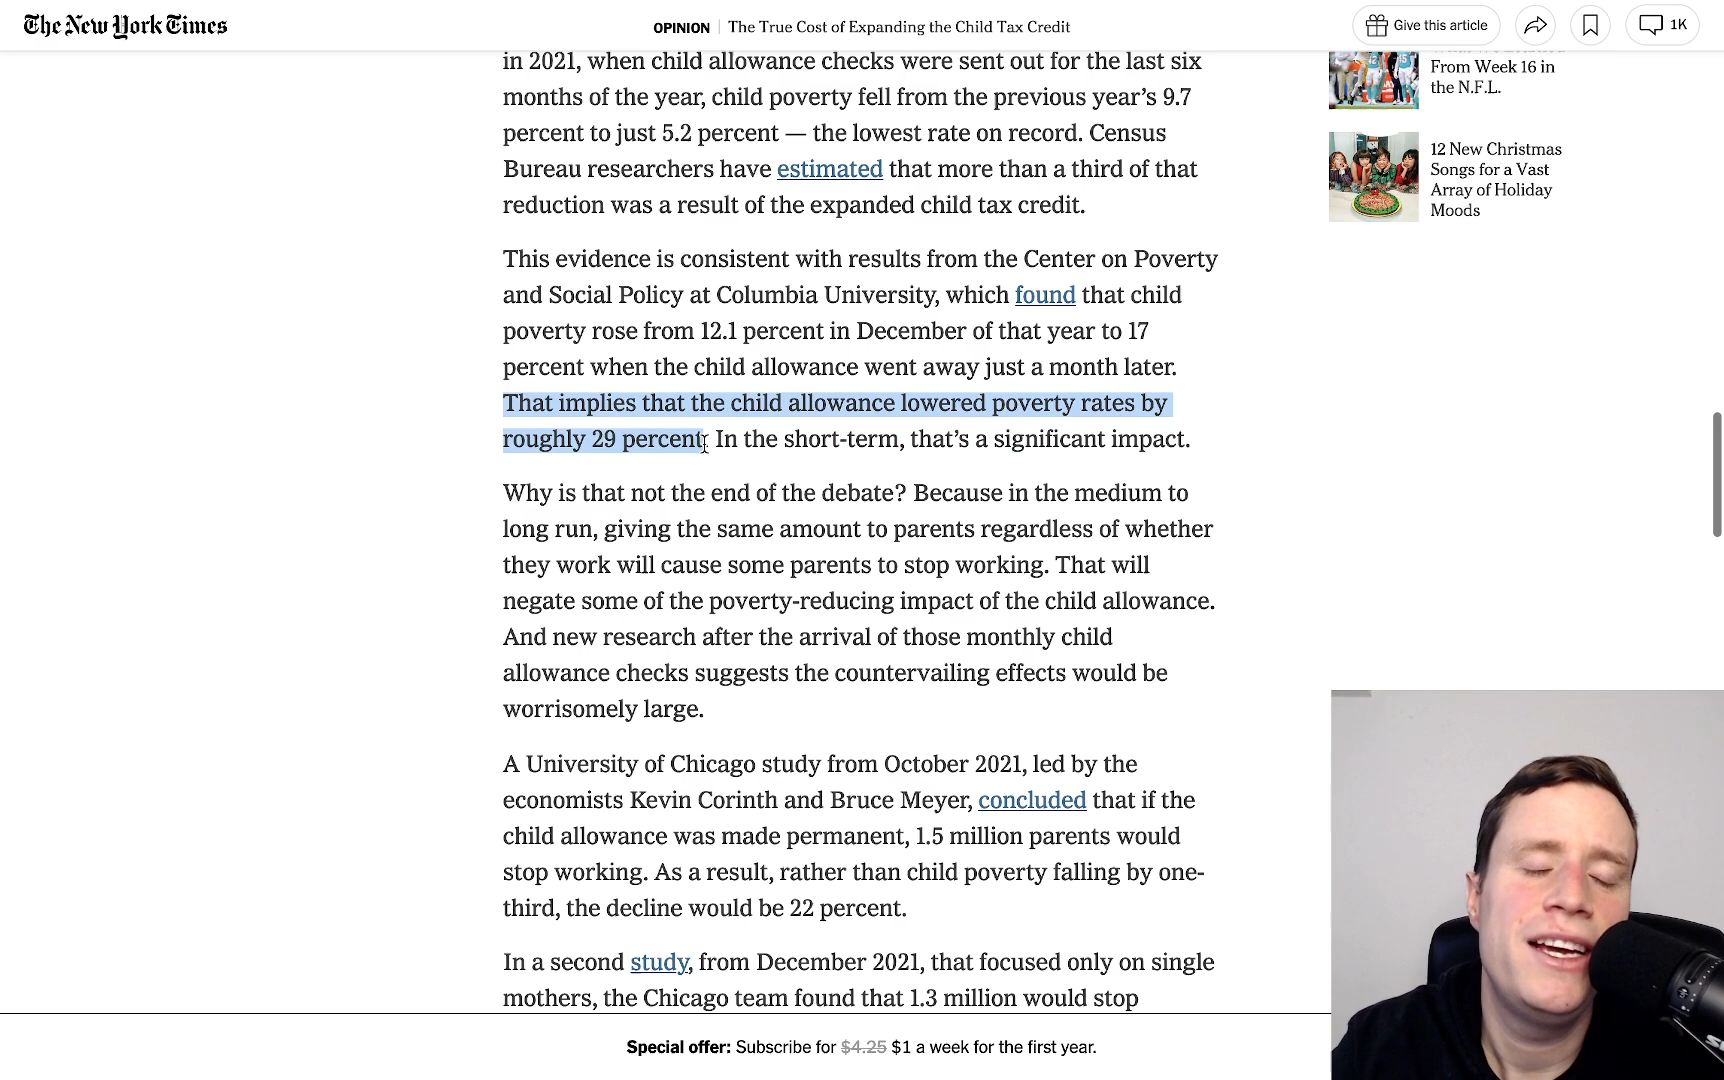 The New York Times
OPINION | The True Cost of Expanding the Child Tax Credit
Give this article
1K
in 2021, when child allowance checks were sent out for the last six
months of the year, child poverty fell from the previous year's 9.7
percent to just 5.2 percent — the lowest rate on record. Census
Bureau researchers have estimated that more than a third of that
reduction was a result of the expanded child tax credit.
This evidence is consistent with results from the Center on Poverty
and Social Policy at Columbia University, which found that child
poverty rose from 12.1 percent in December of that year to 17
percent when the child allowance went away just a month later.
That implies that the child allowance lowered poverty rates by
roughly 29 percent. In the short-term, that's a significant impact.
Why is that not the end of the debate? Because in the medium to
long run, giving the same amount to parents regardless of whether
they work will cause some parents to stop working. That will
negate some of the poverty-reducing impact of the child allowance.
And new research after the arrival of those monthly child
allowance checks suggests the countervailing effects would be
worrisomely large.
A University of Chicago study from October 2021, led by the
economists Kevin Corinth and Bruce Meyer, concluded that if the
child allowance was made permanent, 1.5 million parents would
stop working. As a result, rather than child poverty falling by one-
third, the decline would be 22 percent.
In a second study, from December 2021, that focused only on single
mothers, the Chicago team found that 1.3 million would stop
From Week 16 in
the N.F.L.
12 New Christmas
Songs for a Vast
Array of Holiday
Moods
Special offer: Subscribe for $4.25 $1 a week for the first year.